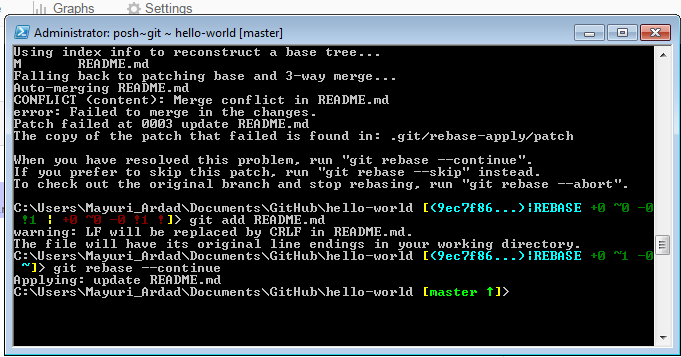 Graphs Settings
Administrator: posh~git ~ hello-world [master]
Using index info to reconstruct a base tree...
M README.md
Falling back to patching base and 3-way merge...
Auto-merging README.md
CONFLICT (content): Merge conflict in README.md
error: Failed to merge in the changes.
Patch failed at 0003 update README.md
The copy of the patch that failed is found in: .git/rebase-apply/patch
When you have resolved this problem, run "git rebase --continue".
If you prefer to skip this patch, run "git rebase --skip" instead.
To check out the original branch and stop rebasing, run "git rebase --abort".
C:\Users\Mayuri_Ardad\Documents\GitHub\hello-world [(9ec7f86...)|REBASE +0 ~0 -0
!1 | +0 ~0 -0 !1 !]> git add README.md
warning: LF will be replaced by CRLF in README.md.
The file will have its original line endings in your working directory.
C:\Users\Mayuri_Ardad\Documents\GitHub\hello-world [(9ec7f86...)|REBASE +0 ~1 -0
~]> git rebase --continue
Applying: update README.md
C:\Users\Mayuri_Ardad\Documents\GitHub\hello-world [master ↑]>